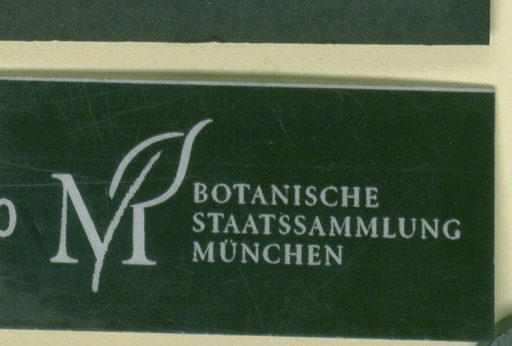 M
BOTANISCHE
STAATSSAMMLUNG
MÜNCHEN